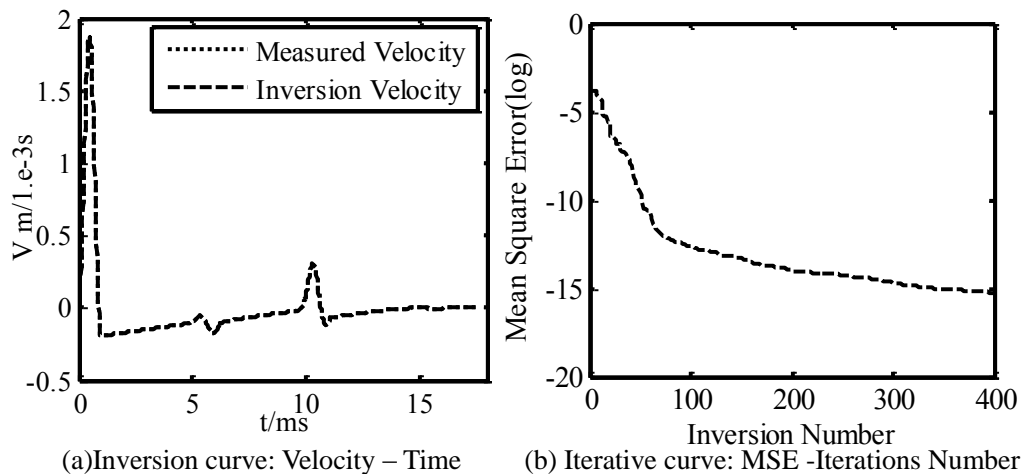 2
1.5
1
0.5
0
-0.5
V m/1.e-3s
Measured Velocity
Inversion Velocity
0 5 10 15
t/ms
(a)Inversion curve: Velocity – Time
0
-5
-10
-15
-20
Mean Square Error(log)
0 100 200 300 400
Inversion Number
(b) Iterative curve: MSE -Iterations Number